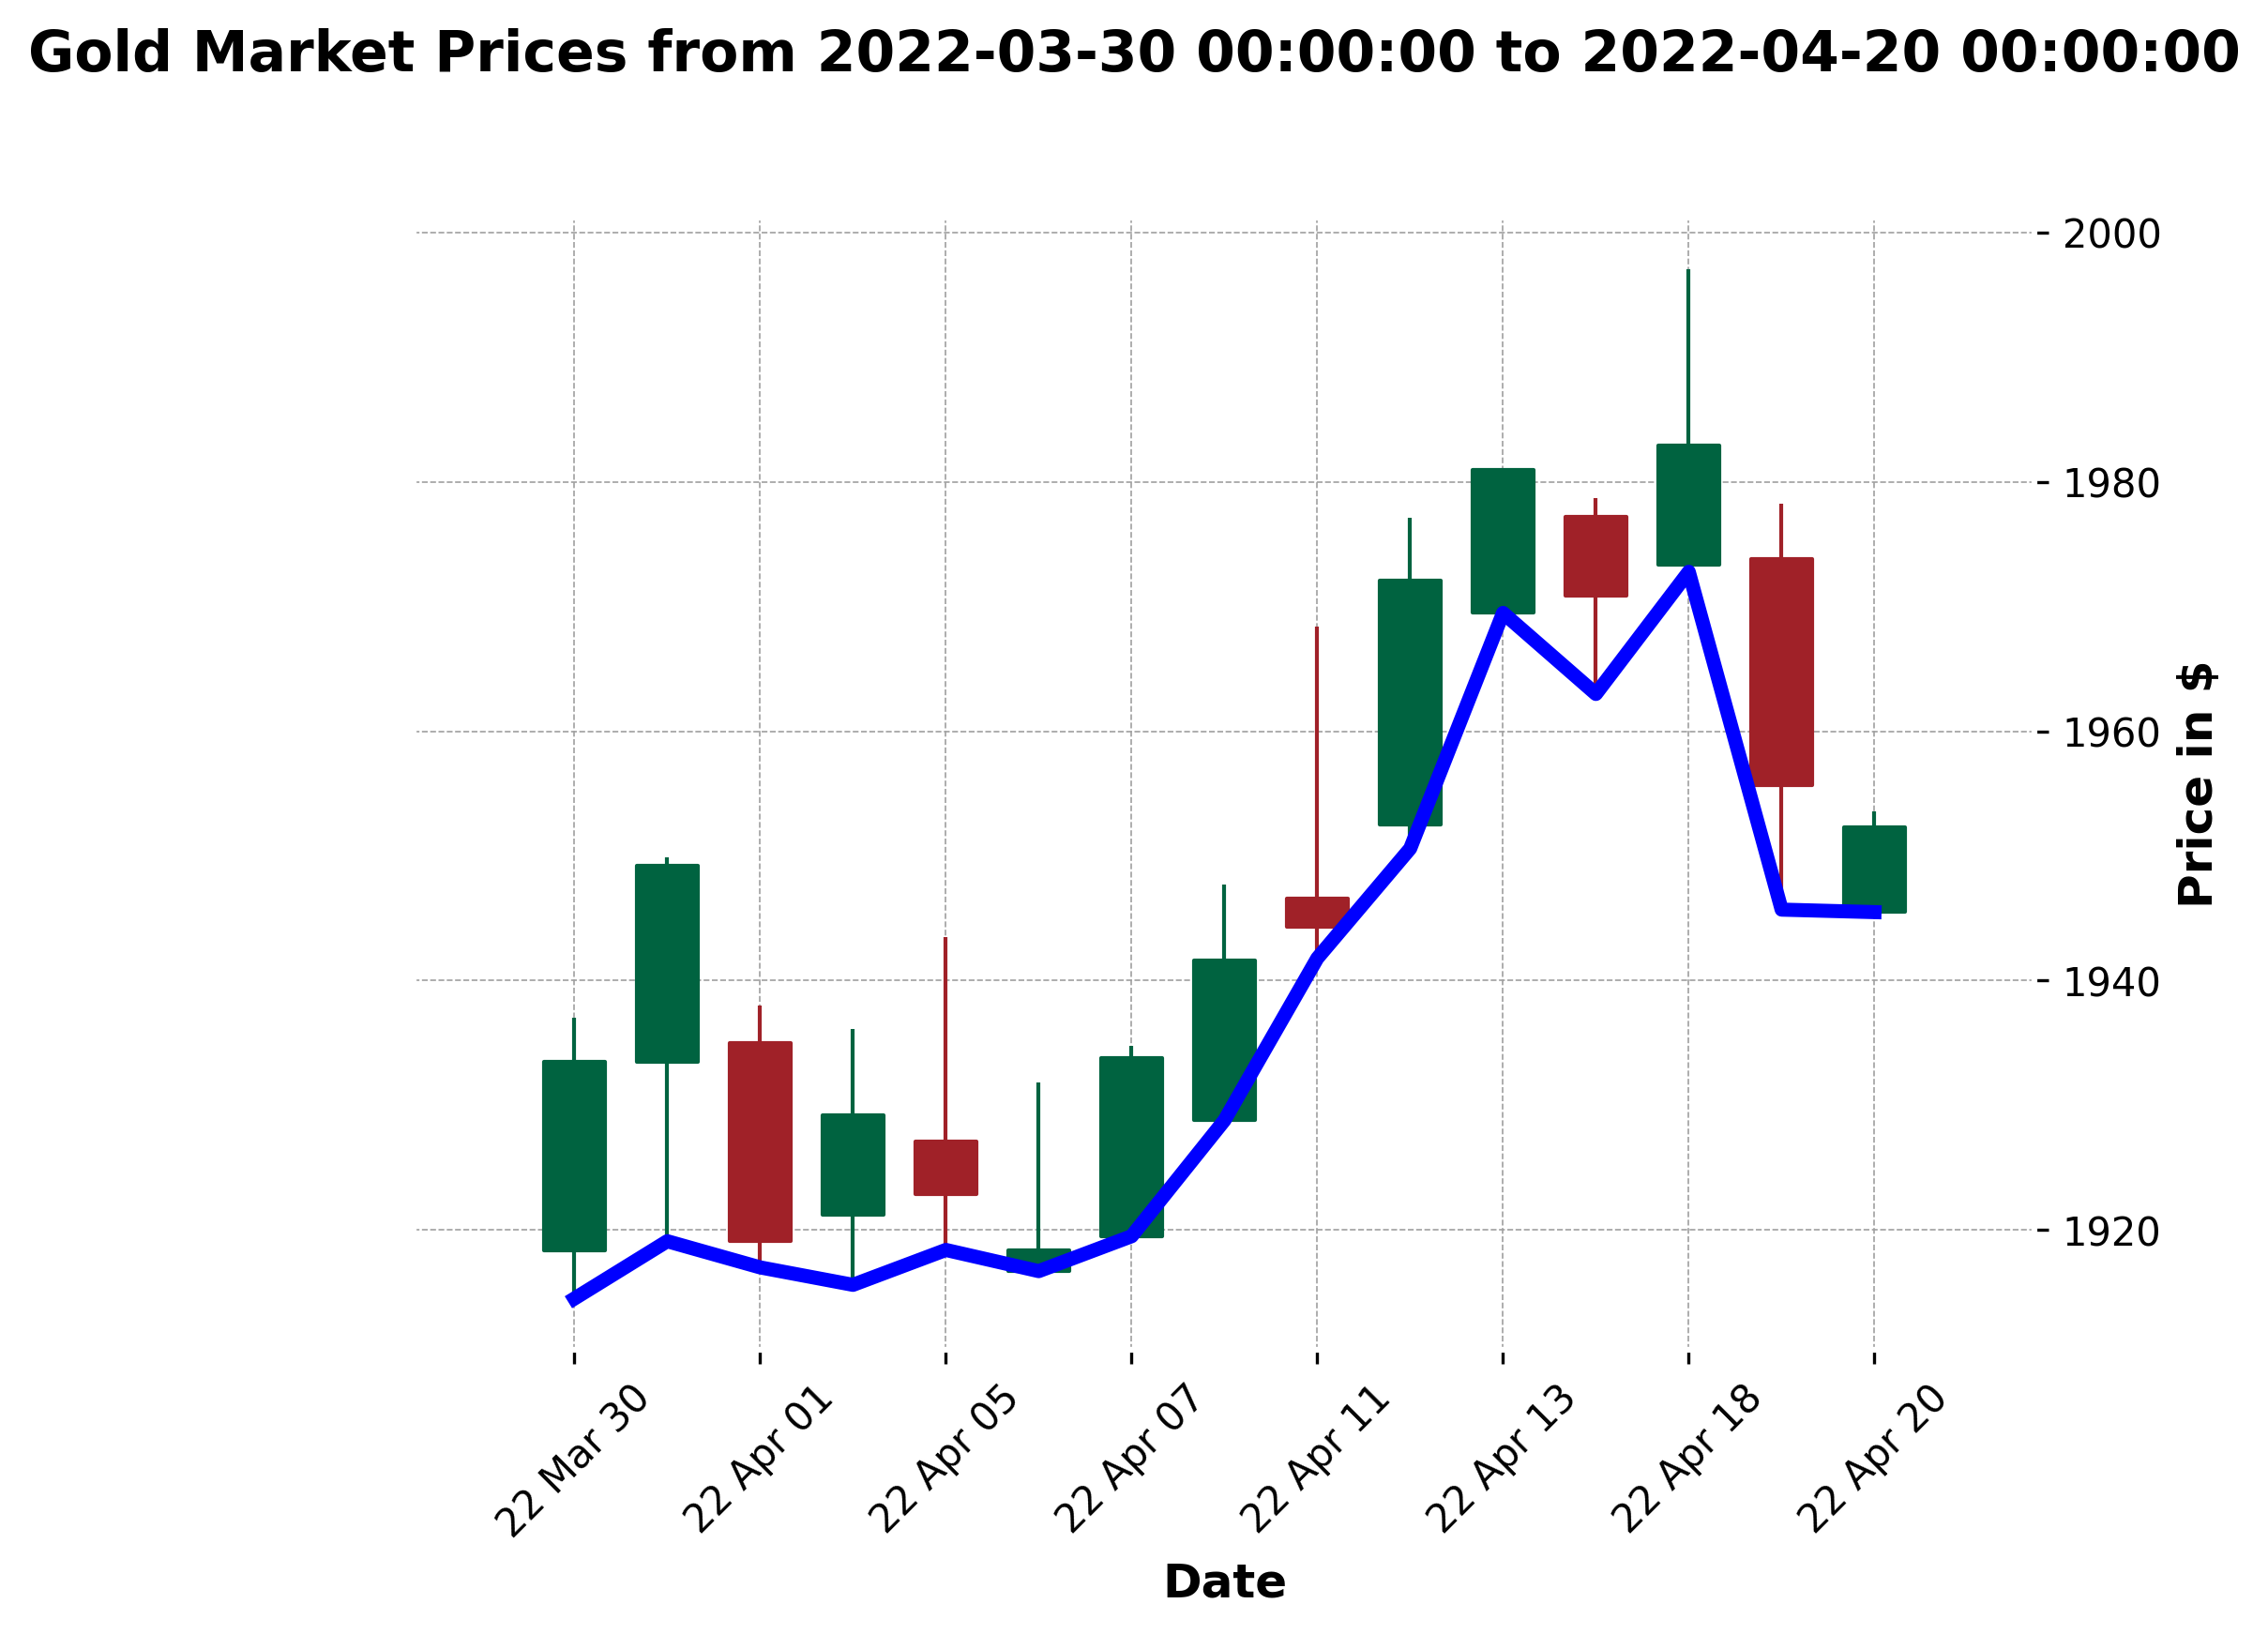 Gold Market Prices from 2022-03-30 00:00:00 to 2022-04-20 00:00:00
2000
1980
1960
1940
1920
Price in $
22 Mar 30
22 Apr 01
22 Apr 05
22 Apr 07
22 Apr 11
22 Apr 13
22 Apr 18
22 Apr 20
Date